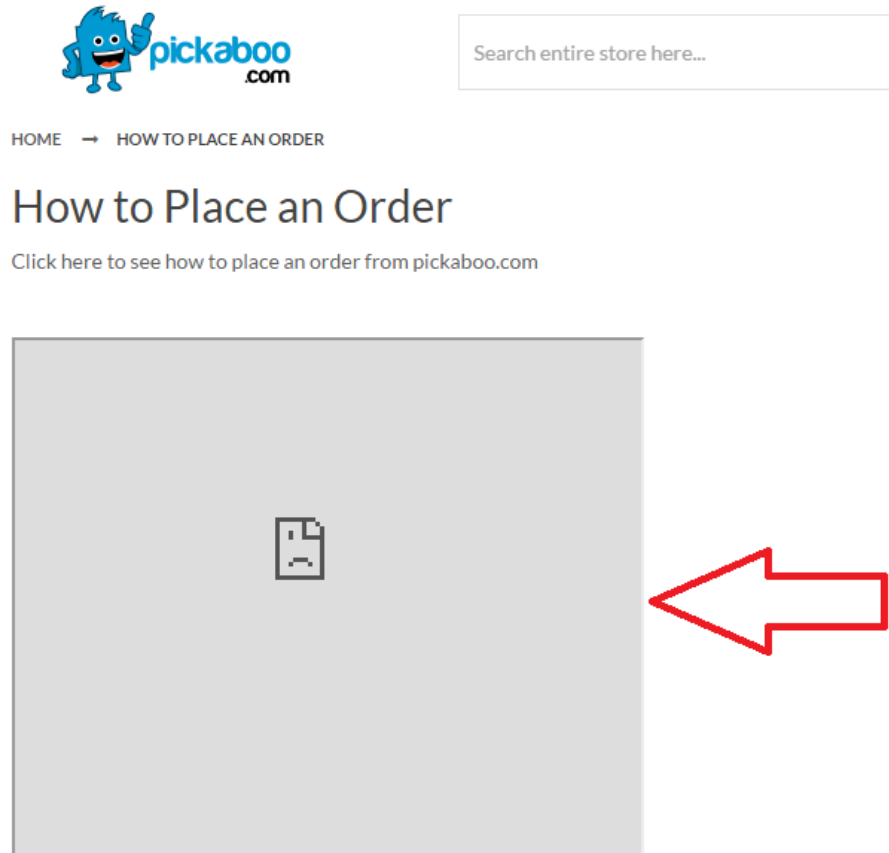 pickaboo
.com
Search entire store here...
HOME → HOW TO PLACE AN ORDER
How to Place an Order
Click here to see how to place an order from pickaboo.com